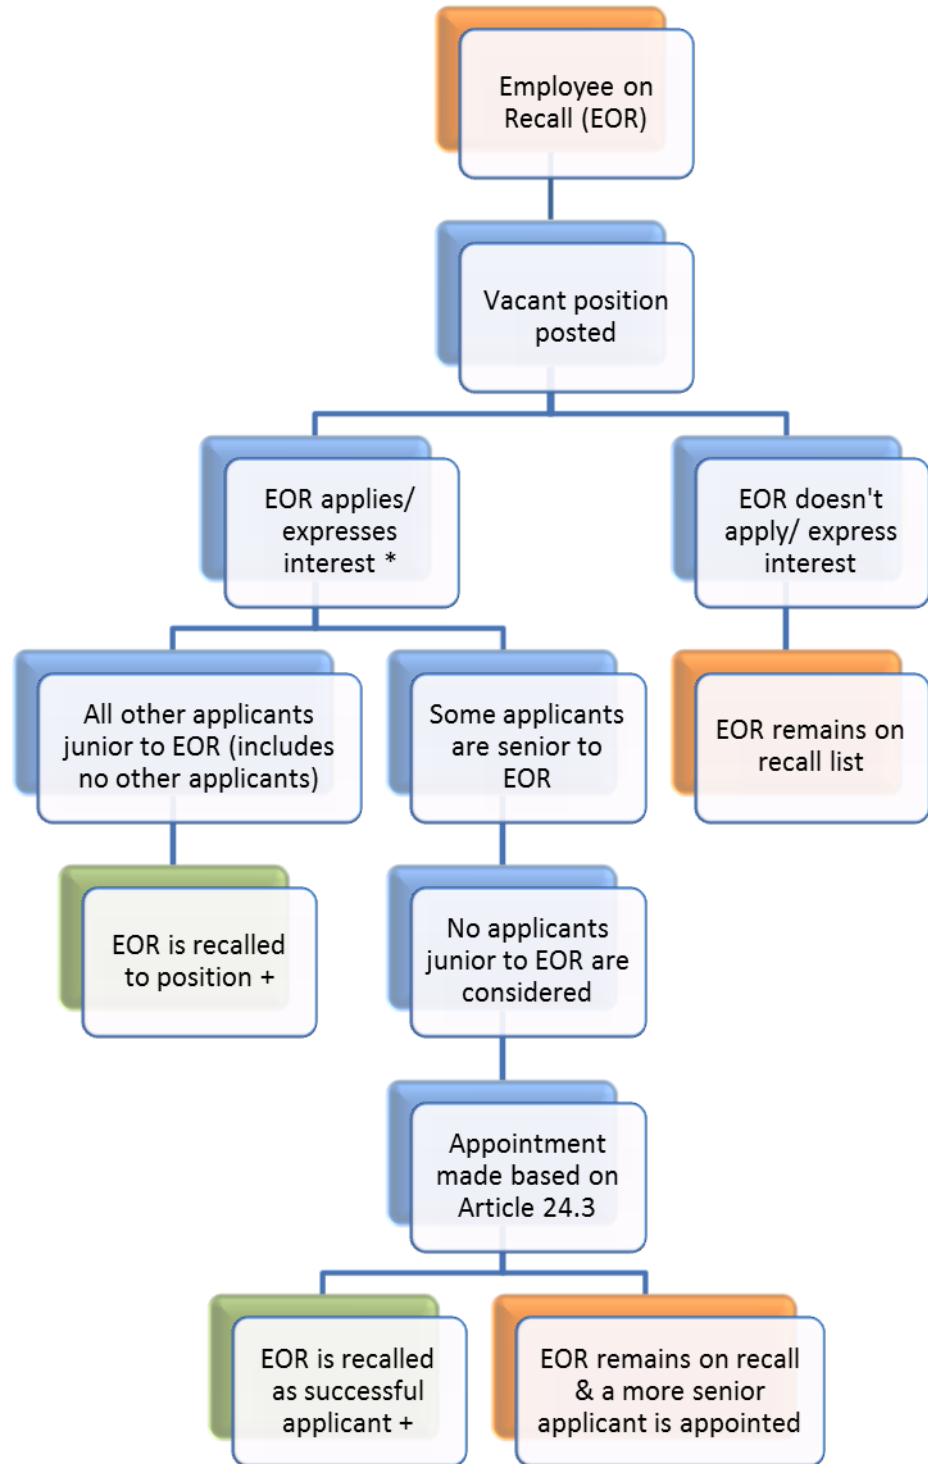 Employee on
Recall (EOR)
Vacant position
posted
EOR applies/
expresses
interest *
EOR doesn't
apply/ express
interest
All other applicants
junior to EOR (includes
no other applicants)
Some applicants
are senior to
EOR
EOR remains on
recall list
EOR is recalled
to position +
No applicants
junior to EOR are
considered
Appointment
made based on
Article 24.3
EOR is recalled
as successful
applicant +
EOR remains on recall
& a more senior
applicant is appointed